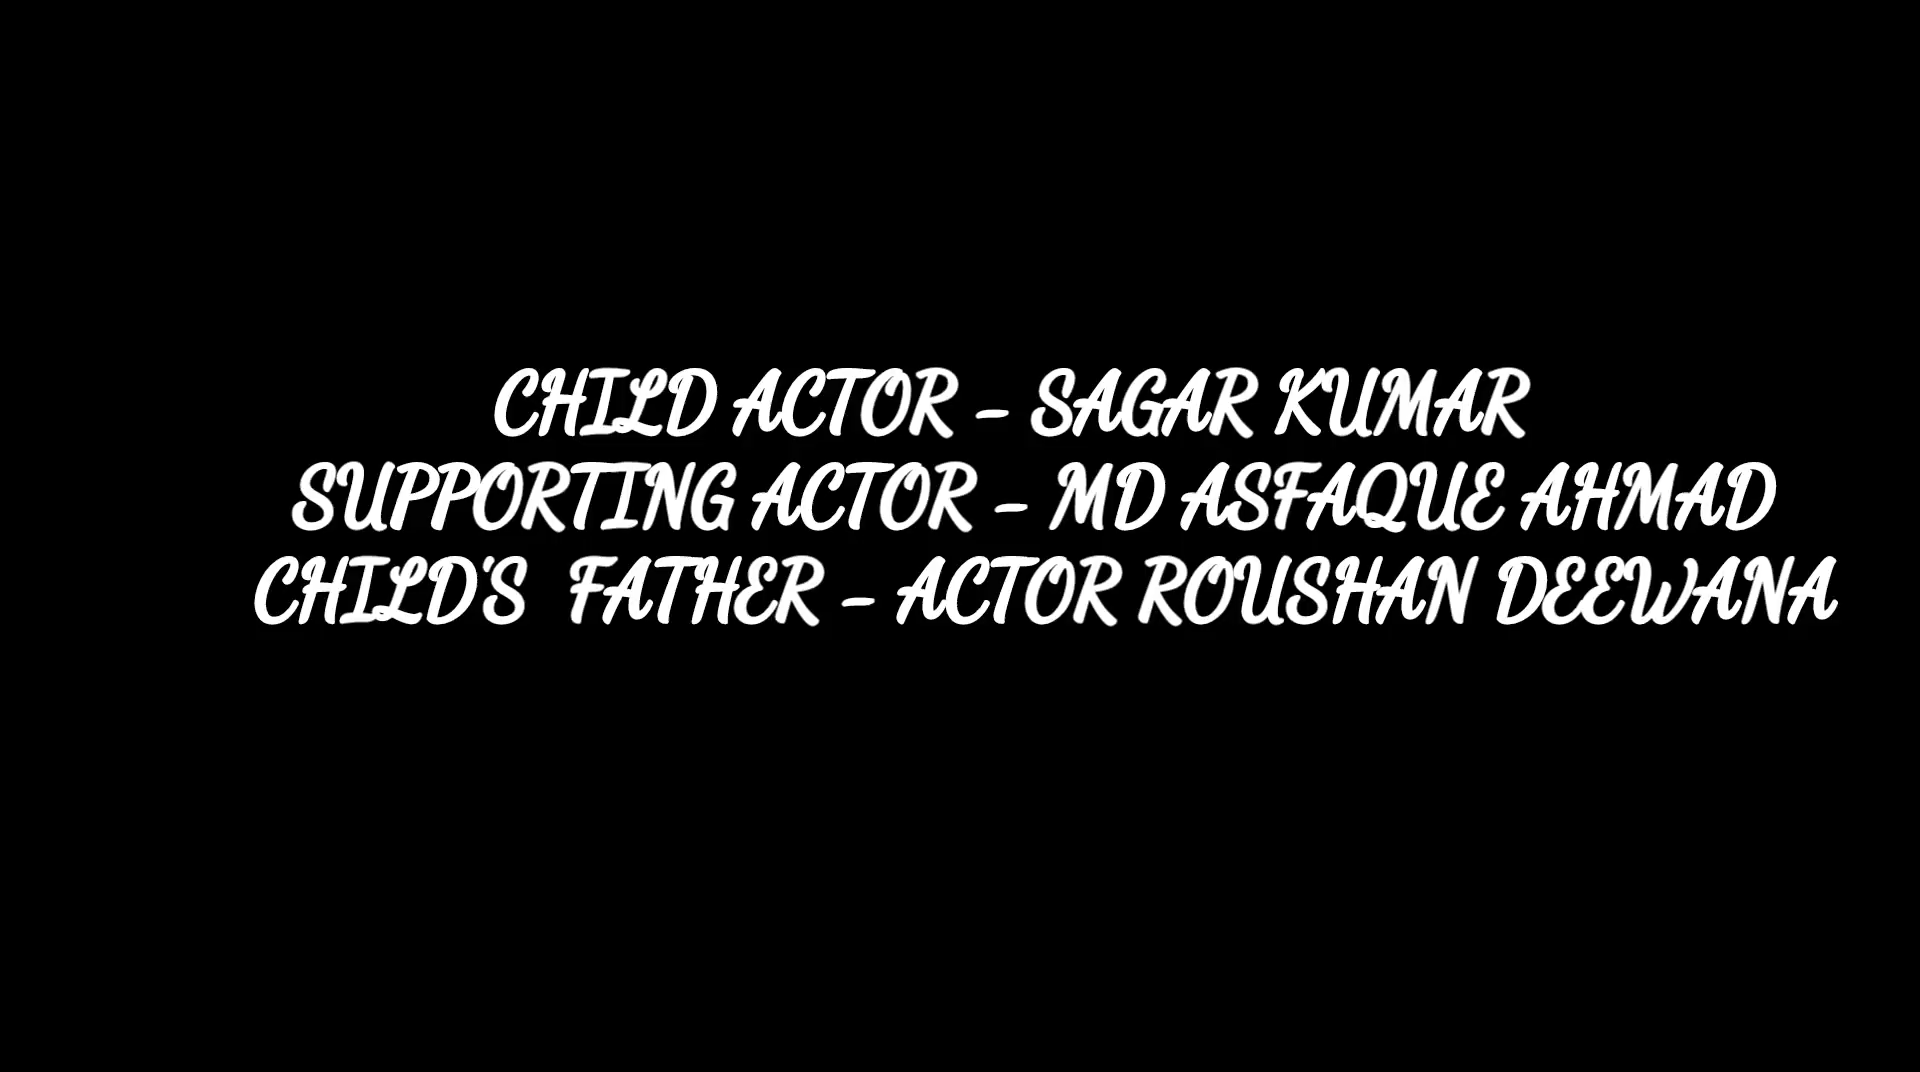 CHILD ACTOR - SAGAR KUMAR
SUPPORTING ACTOR - MD ASFAQUE AHMAD
CHILD'S  FATHER - ACTOR ROUSHAN DEEWANA